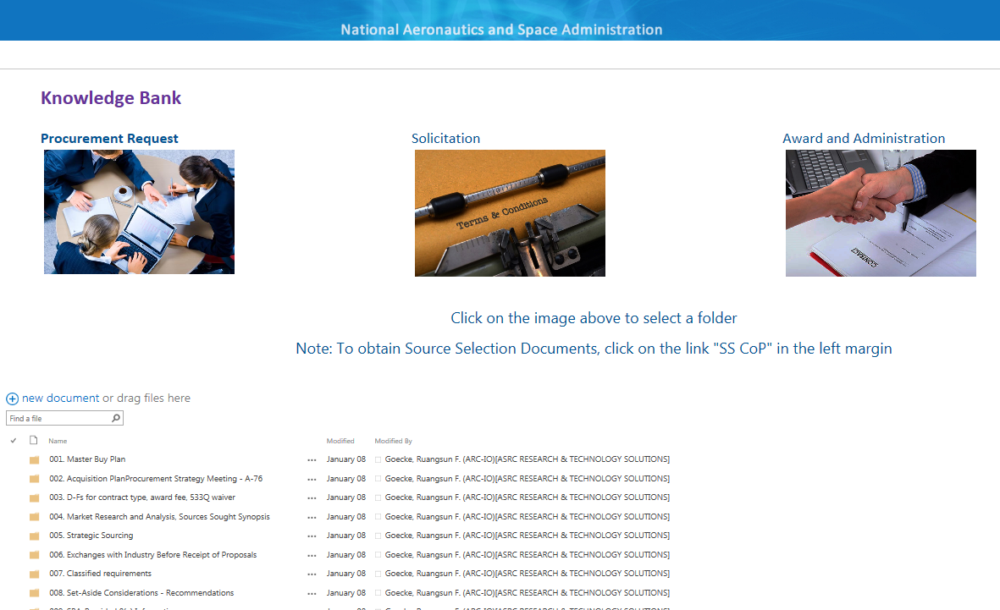 NASA
National Aeronautics and Space Administration
Knowledge Bank
Procurement Request
Solicitation
Award and Administration
Terms & Conditions
CONTRACT
Click on the image above to select a folder
Note: To obtain Source Selection Documents, click on the link "SS CoP" in the left margin
new document or drag files here
Find a file
Name Modified Modified By
001. Master Buy Plan ... January 08 Goecke, Ruangsun F. (ARC-IO)[ASRC RESEARCH & TECHNOLOGY SOLUTIONS]
002. Acquisition PlanProcurement Strategy Meeting - A-76 ... January 08 Goecke, Ruangsun F. (ARC-IO)[ASRC RESEARCH & TECHNOLOGY SOLUTIONS]
003. D-Fs for contract type, award fee, 533Q waiver ... January 08 Goecke, Ruangsun F. (ARC-IO)[ASRC RESEARCH & TECHNOLOGY SOLUTIONS]
004. Market Research and Analysis, Sources Sought Synopsis ... January 08 Goecke, Ruangsun F. (ARC-IO)[ASRC RESEARCH & TECHNOLOGY SOLUTIONS]
005. Strategic Sourcing ... January 08 Goecke, Ruangsun F. (ARC-IO)[ASRC RESEARCH & TECHNOLOGY SOLUTIONS]
006. Exchanges with Industry Before Receipt of Proposals ... January 08 Goecke, Ruangsun F. (ARC-IO)[ASRC RESEARCH & TECHNOLOGY SOLUTIONS]
007. Classified requirements ... January 08 Goecke, Ruangsun F. (ARC-IO)[ASRC RESEARCH & TECHNOLOGY SOLUTIONS]
008. Set-Aside Considerations - Recommendations ... January 08 Goecke, Ruangsun F. (ARC-IO)[ASRC RESEARCH & TECHNOLOGY SOLUTIONS]